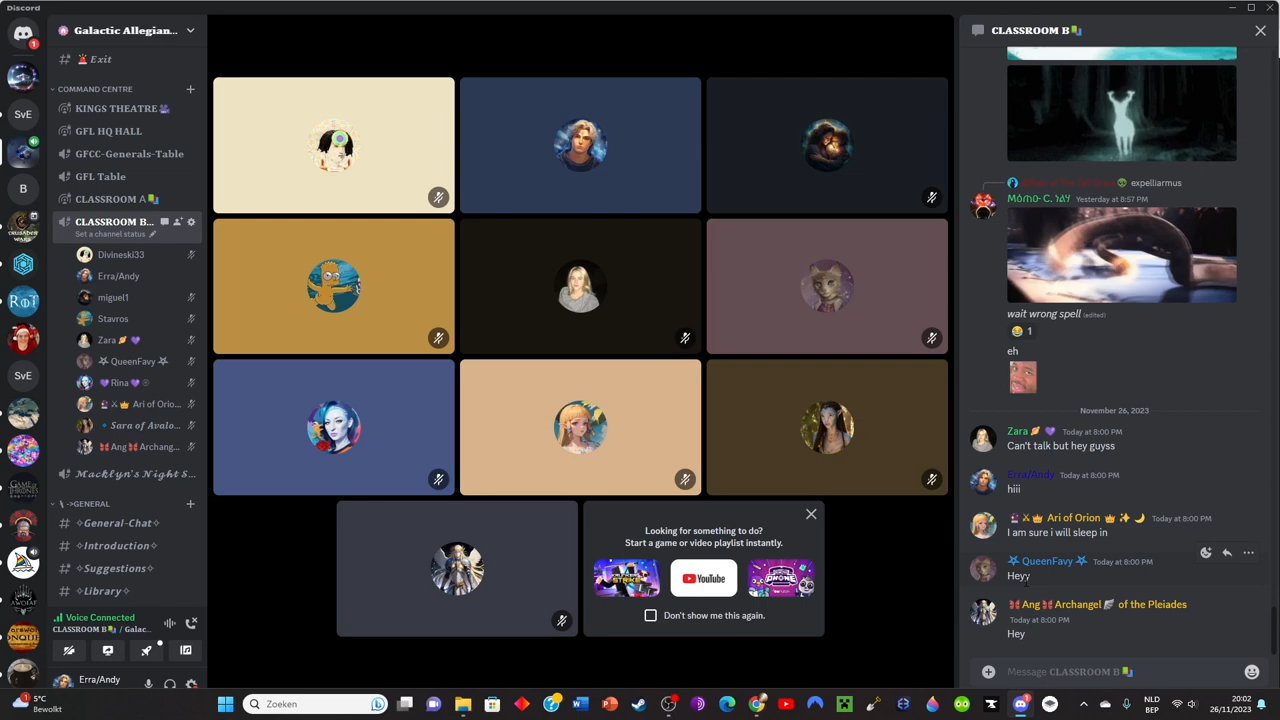 Discord
Galactic Allegian...
Exit
COMMAND CENTRE
KINGS THEATRE
GFL HQ HALL
GFCC-Generals-Table
GFL Table
CLASSROOM A
CLASSROOM B...
Set a channel status
Divineski33
Erra/Andy
miguel1
Stavros
Zara
QueenFavy
Rina
Ari of Orio...
Sara of Avalo...
Ang Archang...
Macklyn's Night S...
\ ->GENERAL
✧General-Chat✧
✧Introduction✧
✧Suggestions✧
✧Library✧
Voice Connected
CLASSROOM B / Galac...
Erra/Andy
1
SvE
B
RoT
SvE
Looking for something to do?
Start a game or video playlist instantly.
YouTube
Don't show me this again.
CLASSROOM B
expelliarmus
Yesterday at 8:57 PM
wait wrong spell (edited)
1
eh
November 26, 2023
Zara Today at 8:00 PM
Can't talk but hey guyss
Erra/Andy Today at 8:00 PM
hiii
Ari of Orion Today at 8:00 PM
I am sure i will sleep in
QueenFavy Today at 8:00 PM
Heyy
Ang Archangel of the Pleiades
Today at 8:00 PM
Hey
Message CLASSROOM B
1
5°C
Bewolkt
Zoeken
NLD
BEP
20:02
26/11/2023